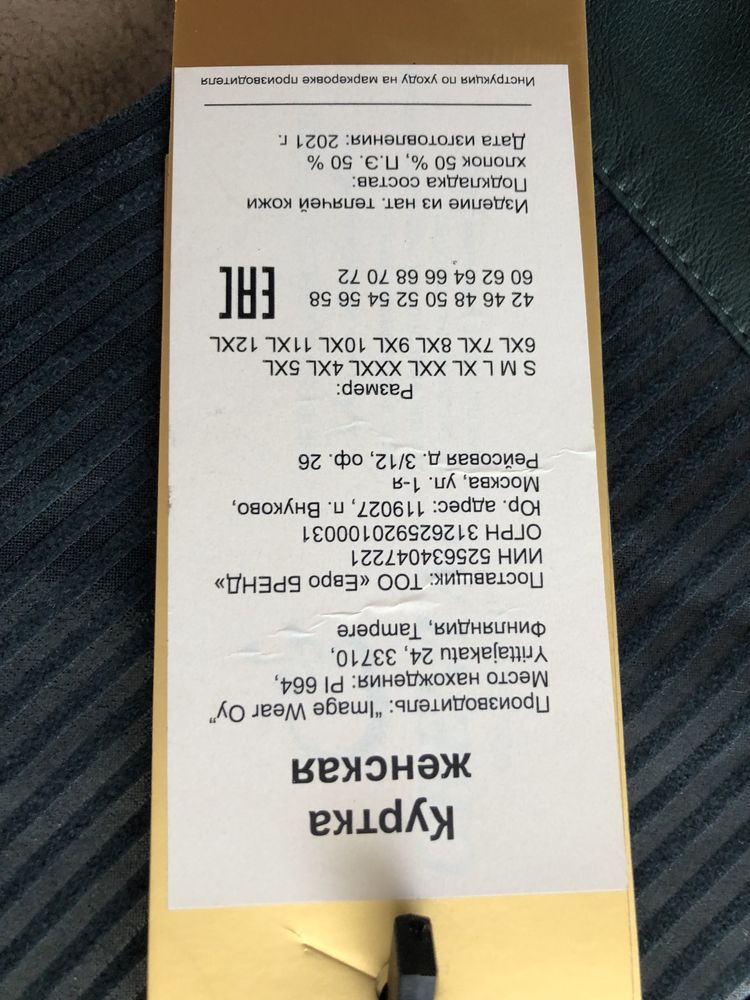 Куртка
женская
Производитель: "Image Wear Oy"
Место нахождения: PI 664,
Yrittajakatu 24, 33710,
Финляндия, Tampere
Поставщик: ТОО «Евро БРЕНД»
ИНН 525634047221
ОГРН 312625920100031
Юр. адрес: 119027, п. Внуково,
Москва, ул. 1-я
Рейсовая д. 3/12, оф. 26
Размер:
S M L XL XXL XXXL 4XL 5XL
6XL 7XL 8XL 9XL 10XL 11XL 12XL
42 46 48 50 52 54 56 58
60 62 64 66 68 70 72
EAC
Изделие из нат. телячей кожи
Подкладка состав:
хлопок 50 %, П.Э. 50 %
Дата изготовления: 2021 г.
Инструкция по уходу на маркеровке производителя